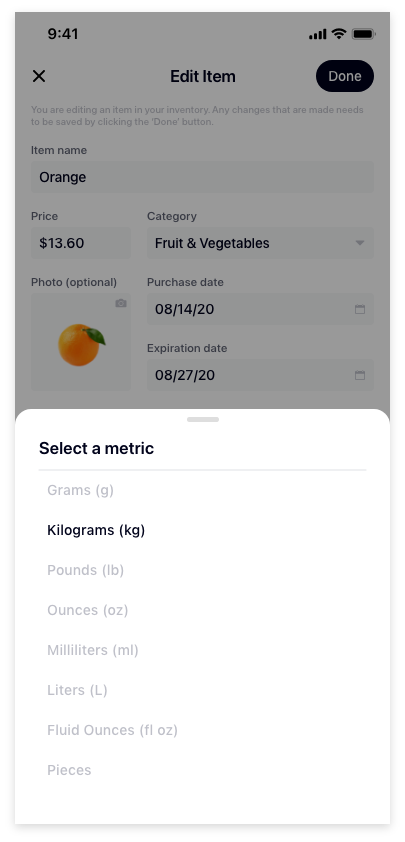 9:41
Edit Item
Done
You are editing an item in your inventory. Any changes that are made needs
to be saved by clicking the 'Done' button.
Item name
Orange
Price
Category
$13.60
Fruit & Vegetables
Photo (optional)
Purchase date
08/14/20
Expiration date
08/27/20
Select a metric
Grams (g)
Kilograms (kg)
Pounds (lb)
Ounces (oz)
Milliliters (ml)
Liters (L)
Fluid Ounces (fl oz)
Pieces